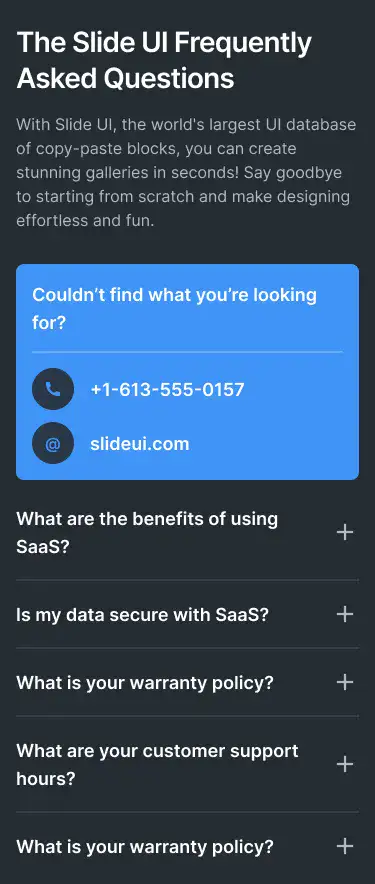 The Slide UI Frequently
Asked Questions
With Slide UI, the world's largest UI database
of copy-paste blocks, you can create
stunning galleries in seconds! Say goodbye
to starting from scratch and make designing
effortless and fun.
Couldn’t find what you’re looking
for?
+1-613-555-0157
@
slideui.com
What are the benefits of using
SaaS?
Is my data secure with SaaS?
What is your warranty policy?
What are your customer support
hours?
What is your warranty policy?